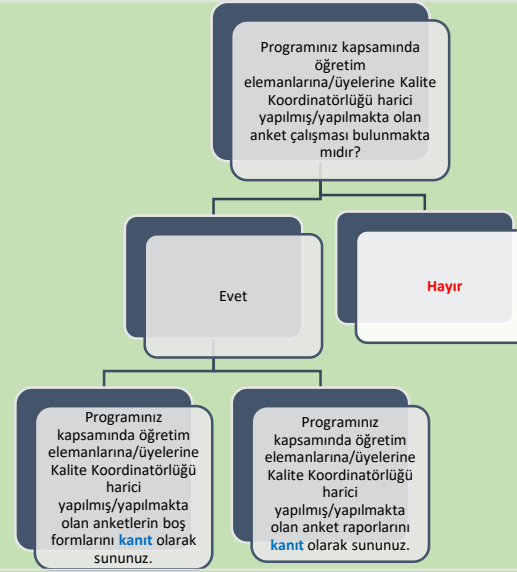 Programınız kapsamında
öğretim
elemanlarına/üyelerine Kalite
Koordinatörlüğü harici
yapılmış/yapılmakta olan
anket çalışması bulunmakta
mıdır?
Evet
Hayır
Programınız
kapsamında öğretim
elemanlarına/üyelerine
Kalite Koordinatörlüğü
harici
yapılmış/yapılmakta
olan anketlerin boş
formlarını kanıt olarak
sununuz.
Programınız
kapsamında öğretim
elemanlarına/üyelerine
Kalite Koordinatörlüğü
harici
yapılmış/yapılmakta
olan anket raporlarını
kanıt olarak sununuz.